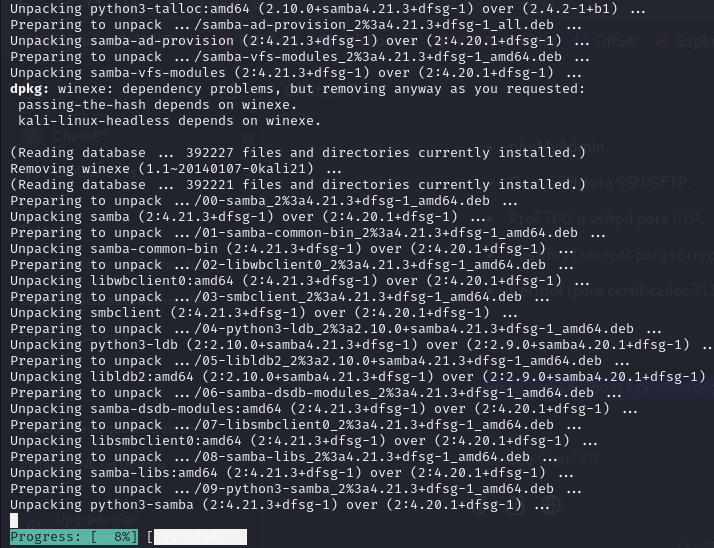 Unpacking python3-talloc:amd64 (2.10.0+samba4.21.3+dfsg-1) over (2.4.2-1+b1) ...
Preparing to unpack .../samba-ad-provision_2%3a4.21.3+dfsg-1_all.deb ...
Unpacking samba-ad-provision (2:4.21.3+dfsg-1) over (2:4.20.1+dfsg-1) ...
Preparing to unpack .../samba-vfs-modules_2%3a4.21.3+dfsg-1_amd64.deb ...
Unpacking samba-vfs-modules (2:4.21.3+dfsg-1) over (2:4.20.1+dfsg-1) ...
dpkg: winexe: dependency problems, but removing anyway as you requested:
 passing-the-hash depends on winexe.
 kali-linux-headless depends on winexe.
(Reading database ... 392227 files and directories currently installed.)
Removing winexe (1.1~20140107-0kali21) ...
(Reading database ... 392221 files and directories currently installed.)
Preparing to unpack .../00-samba_2%3a4.21.3+dfsg-1_amd64.deb ...
Unpacking samba (2:4.21.3+dfsg-1) over (2:4.20.1+dfsg-1) ...
Preparing to unpack .../01-samba-common-bin_2%3a4.21.3+dfsg-1_amd64.deb ...
Unpacking samba-common-bin (2:4.21.3+dfsg-1) over (2:4.20.1+dfsg-1) ...
Preparing to unpack .../02-libwbclient0_2%3a4.21.3+dfsg-1_amd64.deb ...
Unpacking libwbclient0:amd64 (2:4.21.3+dfsg-1) over (2:4.20.1+dfsg-1) ...
Preparing to unpack .../03-smbclient_2%3a4.21.3+dfsg-1_amd64.deb ...
Unpacking smbclient (2:4.21.3+dfsg-1) over (2:4.20.1+dfsg-1) ...
Preparing to unpack .../04-python3-ldb_2%3a2.10.0+samba4.21.3+dfsg-1_amd64.deb ...
Unpacking python3-ldb (2:2.10.0+samba4.21.3+dfsg-1) over (2:2.9.0+samba4.20.1+dfsg-1) ...
Preparing to unpack .../05-libldb2_2%3a2.10.0+samba4.21.3+dfsg-1_amd64.deb ...
Unpacking libldb2:amd64 (2:2.10.0+samba4.21.3+dfsg-1) over (2:2.9.0+samba4.20.1+dfsg-1)
Preparing to unpack .../06-samba-dsdb-modules_2%3a4.21.3+dfsg-1_amd64.deb ...
Unpacking samba-dsdb-modules:amd64 (2:4.21.3+dfsg-1) over (2:4.20.1+dfsg-1) ...
Preparing to unpack .../07-libsmbclient0_2%3a4.21.3+dfsg-1_amd64.deb ...
Unpacking libsmbclient0:amd64 (2:4.21.3+dfsg-1) over (2:4.20.1+dfsg-1) ...
Preparing to unpack .../08-samba-libs_2%3a4.21.3+dfsg-1_amd64.deb ...
Unpacking samba-libs:amd64 (2:4.21.3+dfsg-1) over (2:4.20.1+dfsg-1) ...
Preparing to unpack .../09-python3-samba_2%3a4.21.3+dfsg-1_amd64.deb ...
Unpacking python3-samba (2:4.21.3+dfsg-1) over (2:4.20.1+dfsg-1) ...
Progress: [  8%] [
OffSec
ChatGPT
para SSH/SFTP.
ProFTPD o vsftpd para FTP.
Dovecot para
(para certificados
ChatGPT
Upgrade plan